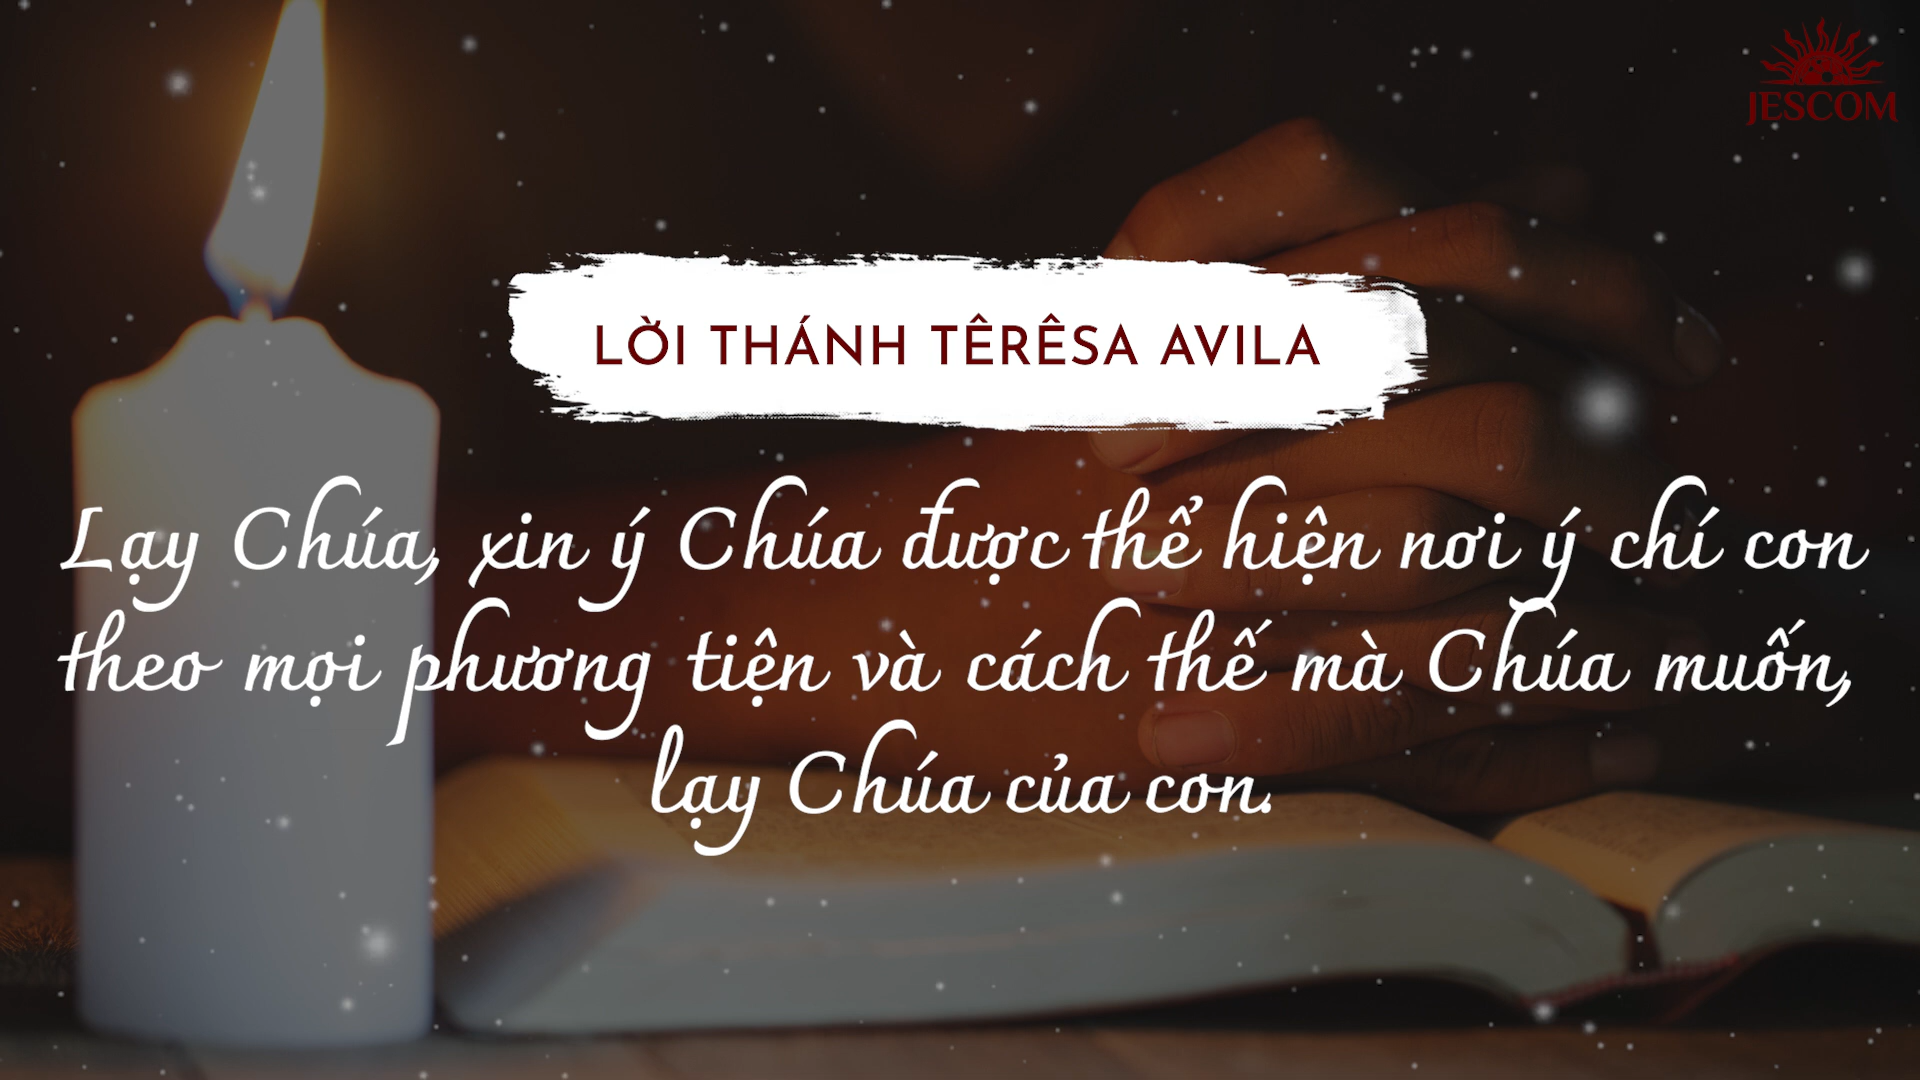 JESCOM
LỜI THÁNH TÊRÊSA AVILA
Lạy Chúa, xin ý Chúa được thể hiện nơi ý chí con
theo mọi phương tiện và cách thế mà Chúa muốn,
lạy Chúa của con.